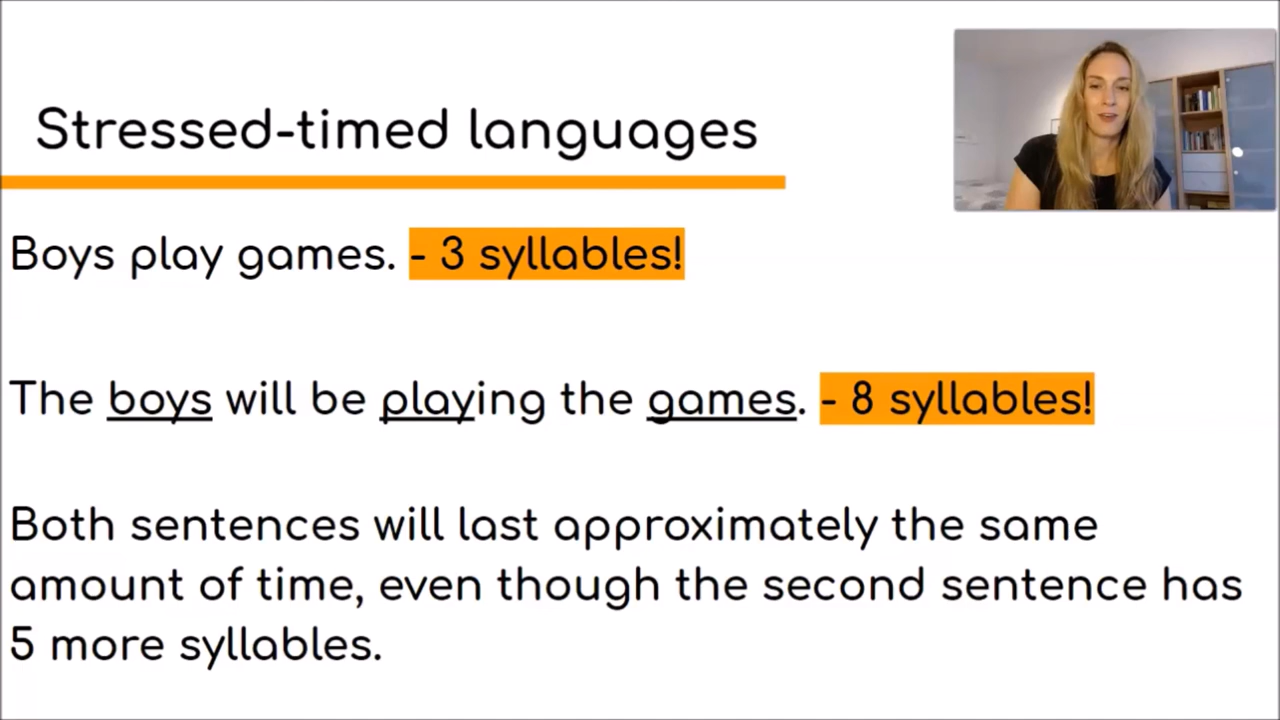 Stressed-timed languages
Boys play games. - 3 syllables!
The boys will be playing the games. - 8 syllables!
Both sentences will last approximately the same
amount of time, even though the second sentence has
5 more syllables.